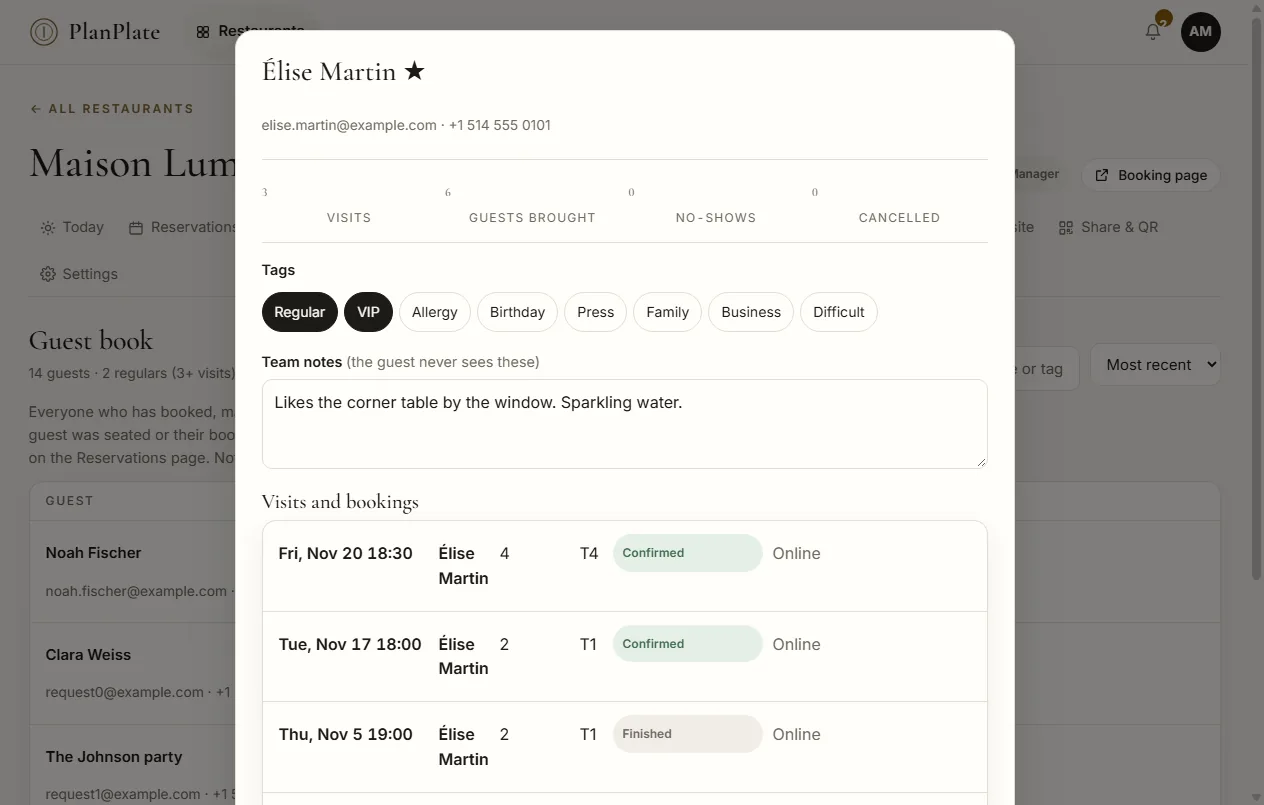 PlanPlate
Restaurants
2
AM
← ALL RESTAURANTS
Maison Lum
Manager
Booking page
Today
Reservations
site
Share & QR
Settings
Guest book
14 guests · 2 regulars (3+ visits)
e or tag
Most recent
Everyone who has booked, m
guest was seated or their boo
on the Reservations page. No
GUEST
Noah Fischer
noah.fischer@example.com ·
Clara Weiss
request0@example.com · +1
The Johnson party
request1@example.com · +1 5
Élise Martin ★
elise.martin@example.com · +1 514 555 0101
3 6 0 0
VISITS GUESTS BROUGHT NO-SHOWS CANCELLED
Tags
Regular VIP Allergy Birthday Press Family Business Difficult
Team notes (the guest never sees these)
Likes the corner table by the window. Sparkling water.
Visits and bookings
Fri, Nov 20 18:30 Élise Martin 4 T4 Confirmed Online
Tue, Nov 17 18:00 Élise Martin 2 T1 Confirmed Online
Thu, Nov 5 19:00 Élise Martin 2 T1 Finished Online